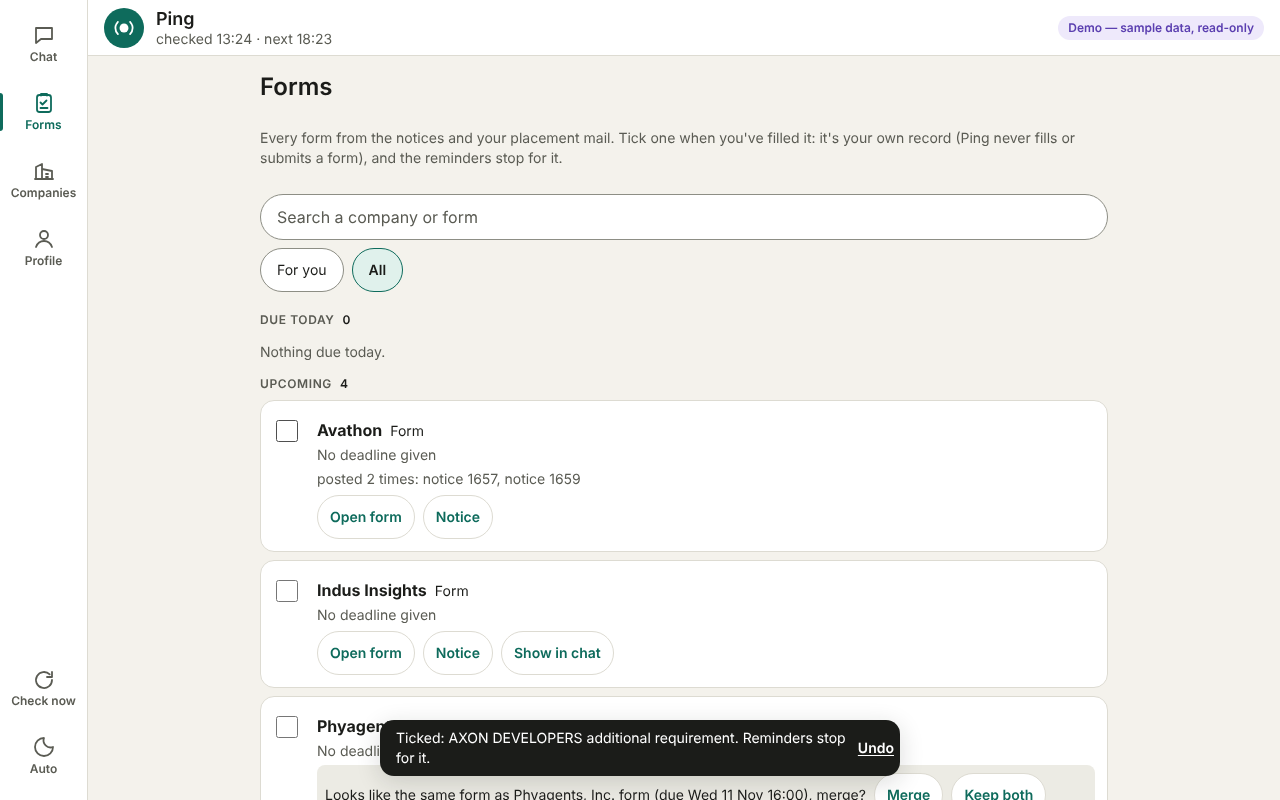 Chat
Forms
Companies
Profile
Check now
Auto
Ping
checked 13:24 · next 18:23
Demo — sample data, read-only
Forms
Every form from the notices and your placement mail. Tick one when you've filled it: it's your own record (Ping never fills or
submits a form), and the reminders stop for it.
Search a company or form
For you
All
DUE TODAY 0
Nothing due today.
UPCOMING 4
Avathon Form
No deadline given
posted 2 times: notice 1657, notice 1659
Open form
Notice
Indus Insights Form
No deadline given
Open form
Notice
Show in chat
Ticked: AXON DEVELOPERS additional requirement. Reminders stop
for it.
Undo
Looks like the same form as Phyagents, Inc. form (due Wed 11 Nov 16:00), merge?
Merge
Keep both